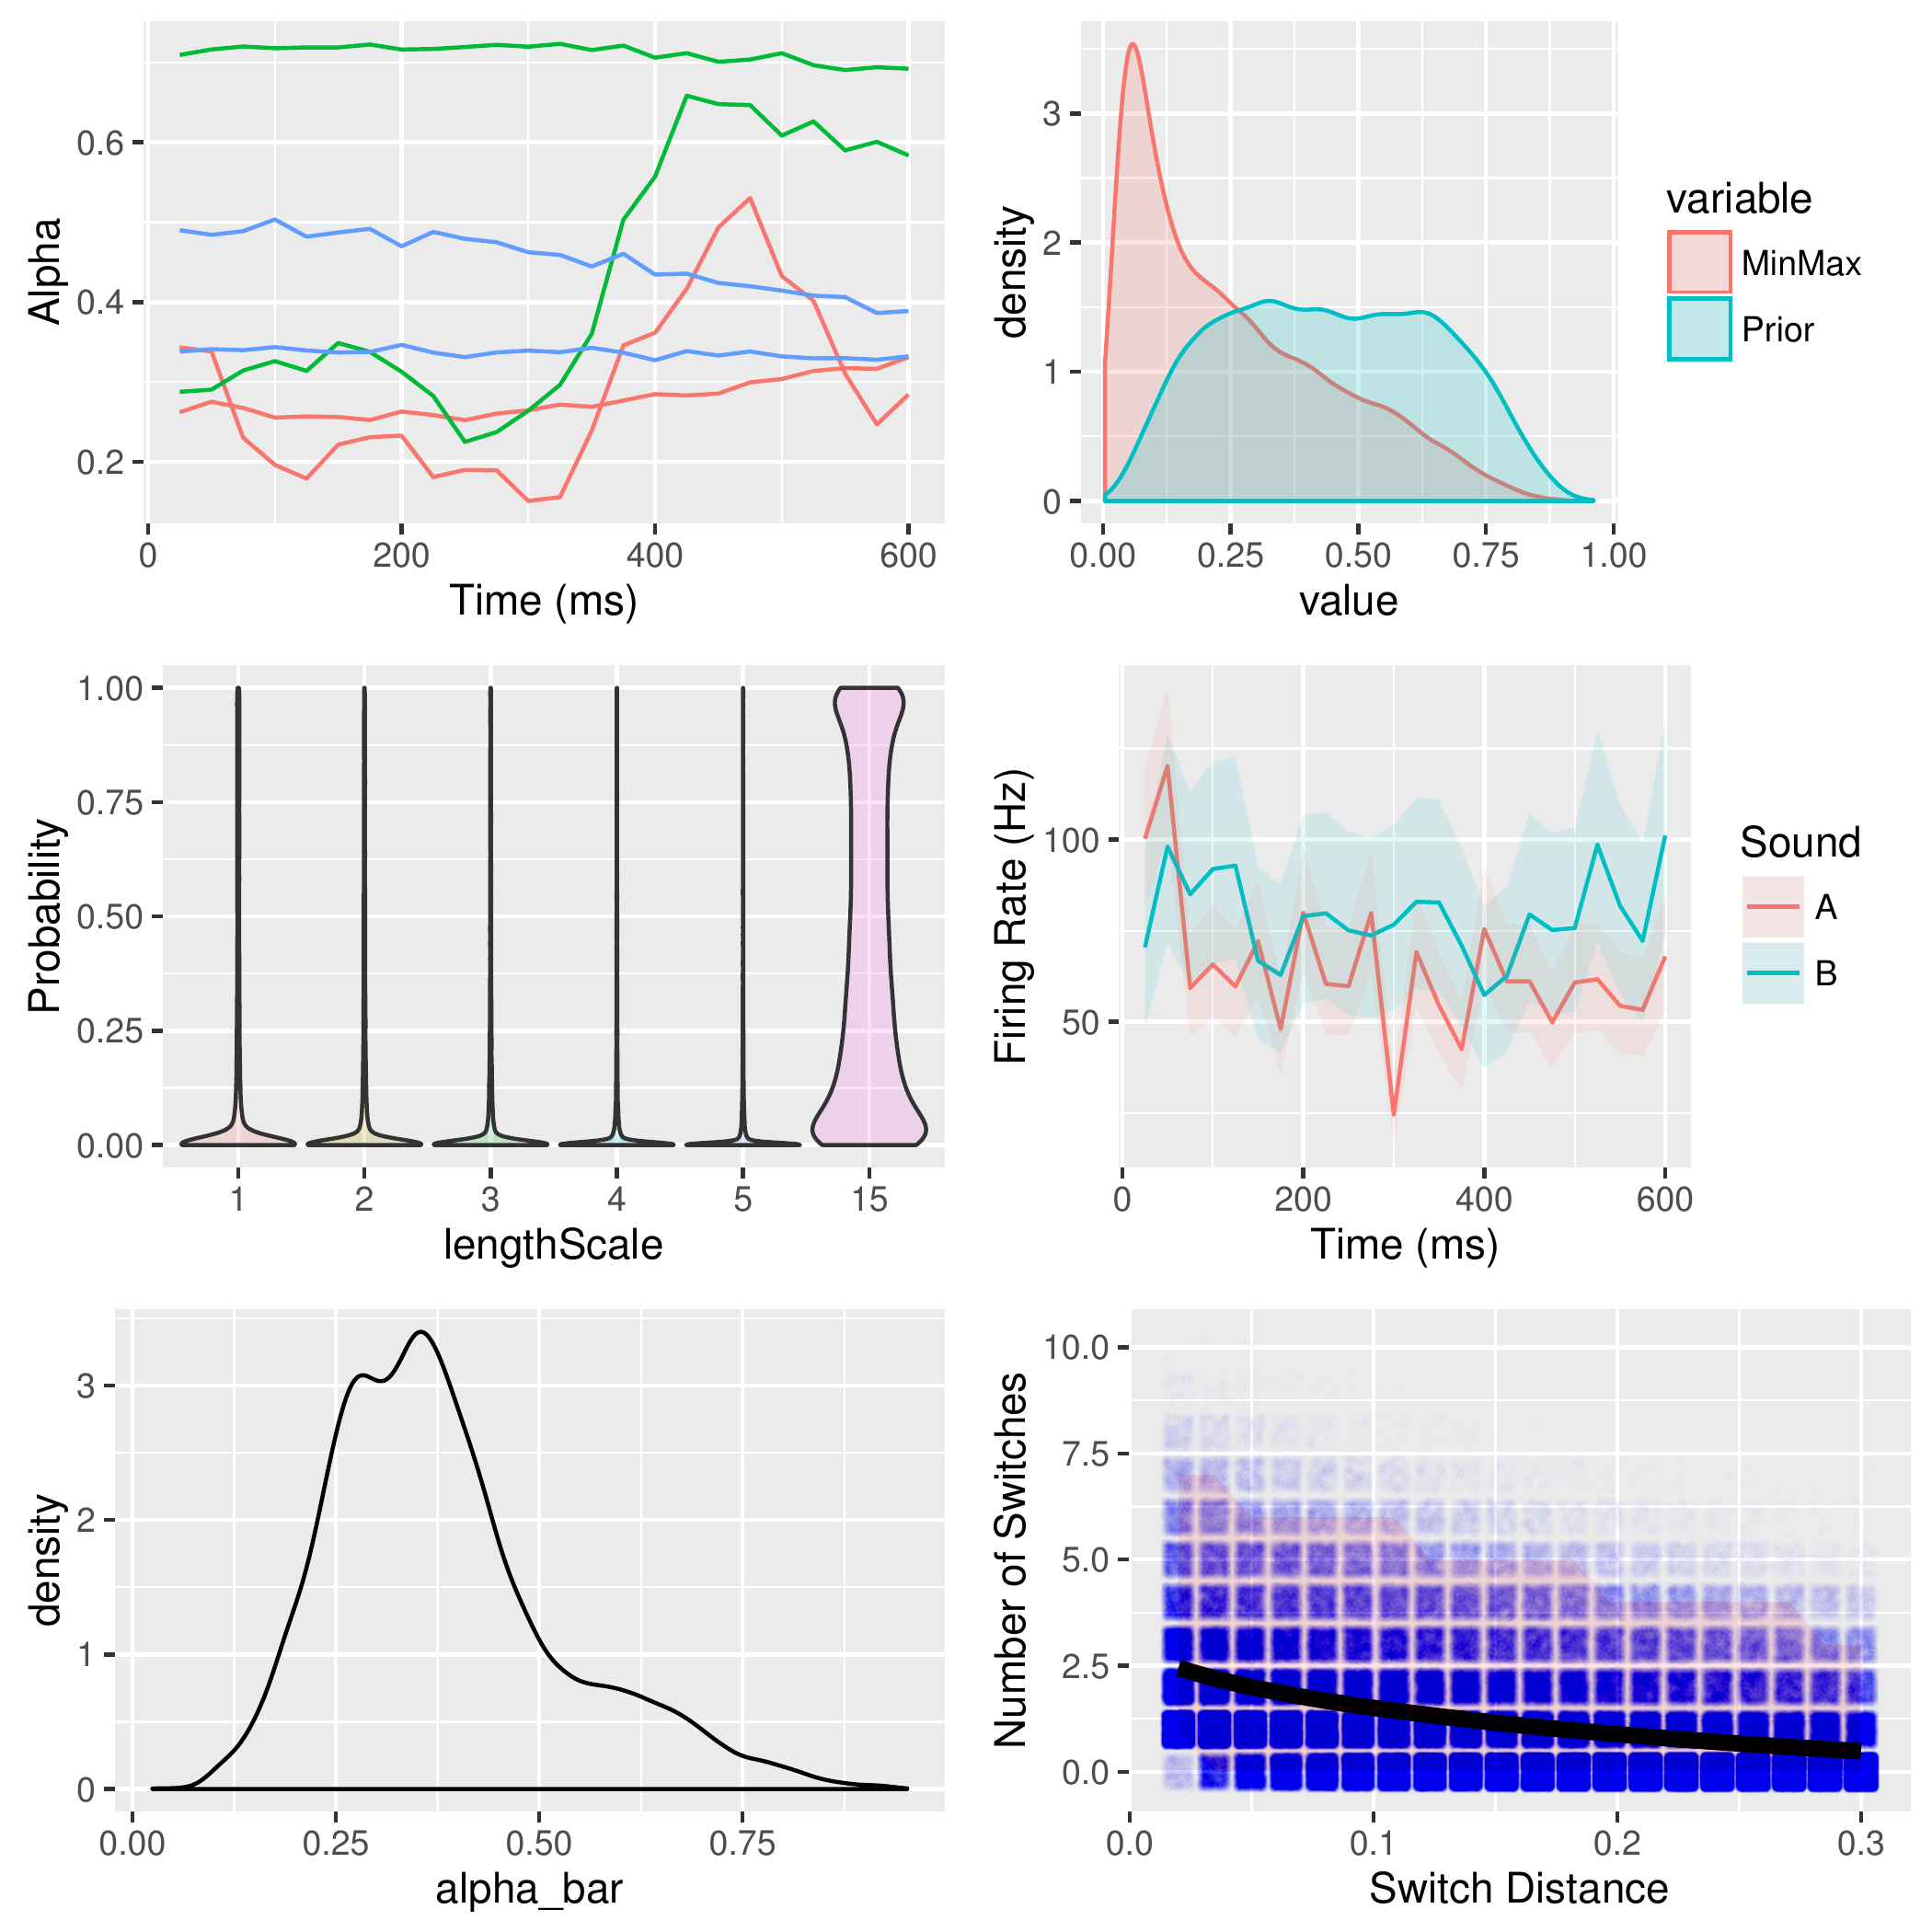 Alpha
0.6
0.4
0.2
0 200 400 600
Time (ms)
density
3
2
1
0
0.00 0.25 0.50 0.75 1.00
value
variable
MinMax
Prior
Probability
1.00
0.75
0.50
0.25
0.00
1 2 3 4 5 15
lengthScale
Firing Rate (Hz)
100
50
0 200 400 600
Time (ms)
Sound
A
B
density
3
2
1
0
0.00 0.25 0.50 0.75
alpha_bar
Number of Switches
10.0
7.5
5.0
2.5
0.0
0.0 0.1 0.2 0.3
Switch Distance